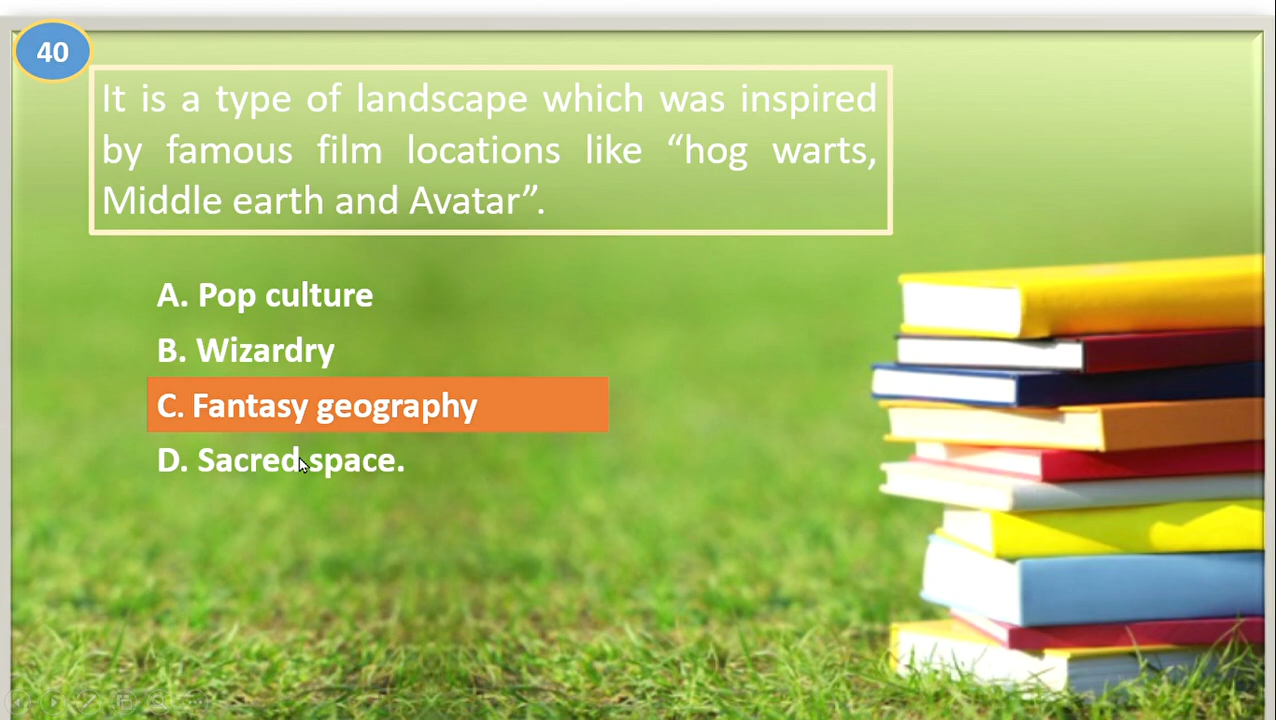 40
It is a type of landscape which was inspired
by famous film locations like “hog warts,
Middle earth and Avatar”.
A. Pop culture
B. Wizardry
C. Fantasy geography
D. Sacred space.